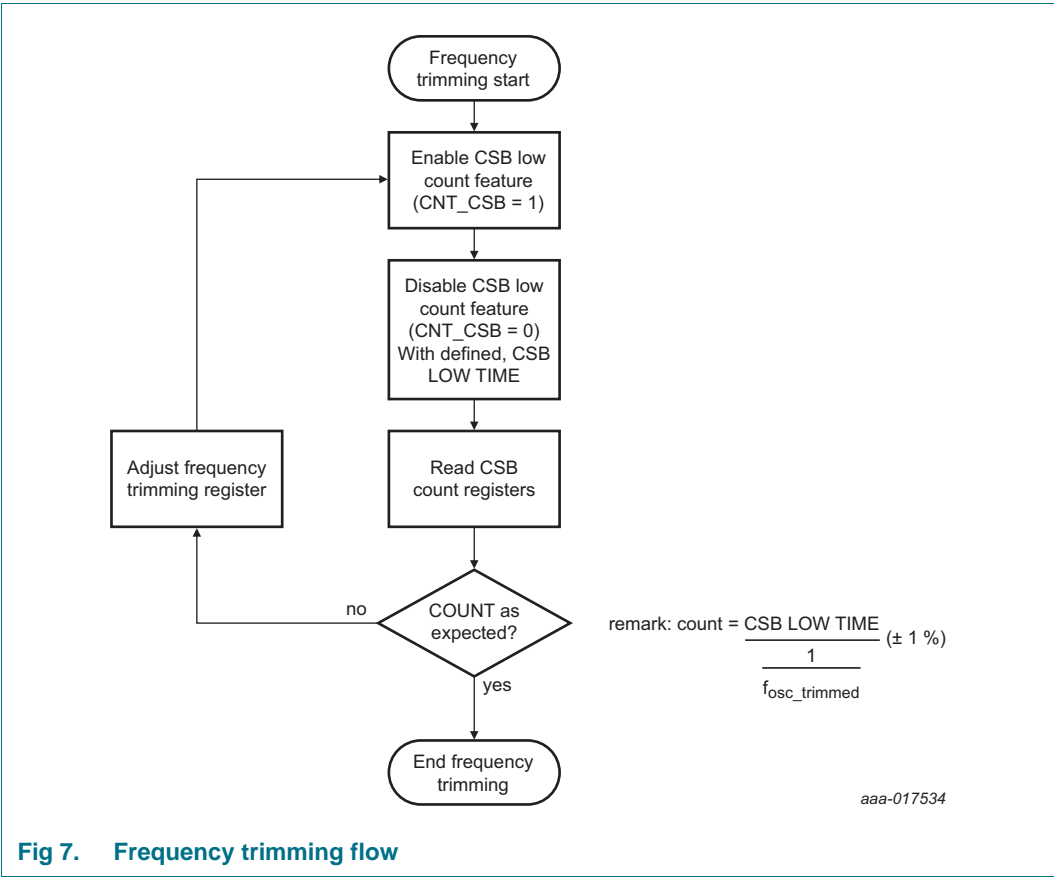 Frequency
trimming start
Enable CSB low
count feature
(CNT_CSB = 1)
Disable CSB low
count feature
(CNT_CSB = 0)
With defined, CSB
LOW TIME
Adjust frequency
trimming register
Read CSB
count registers
no
COUNT as
expected?
remark: count = CSB LOW TIME (± 1 %)
1
fosc_trimmed
yes
End frequency
trimming
aaa-017534
Fig 7. Frequency trimming flow